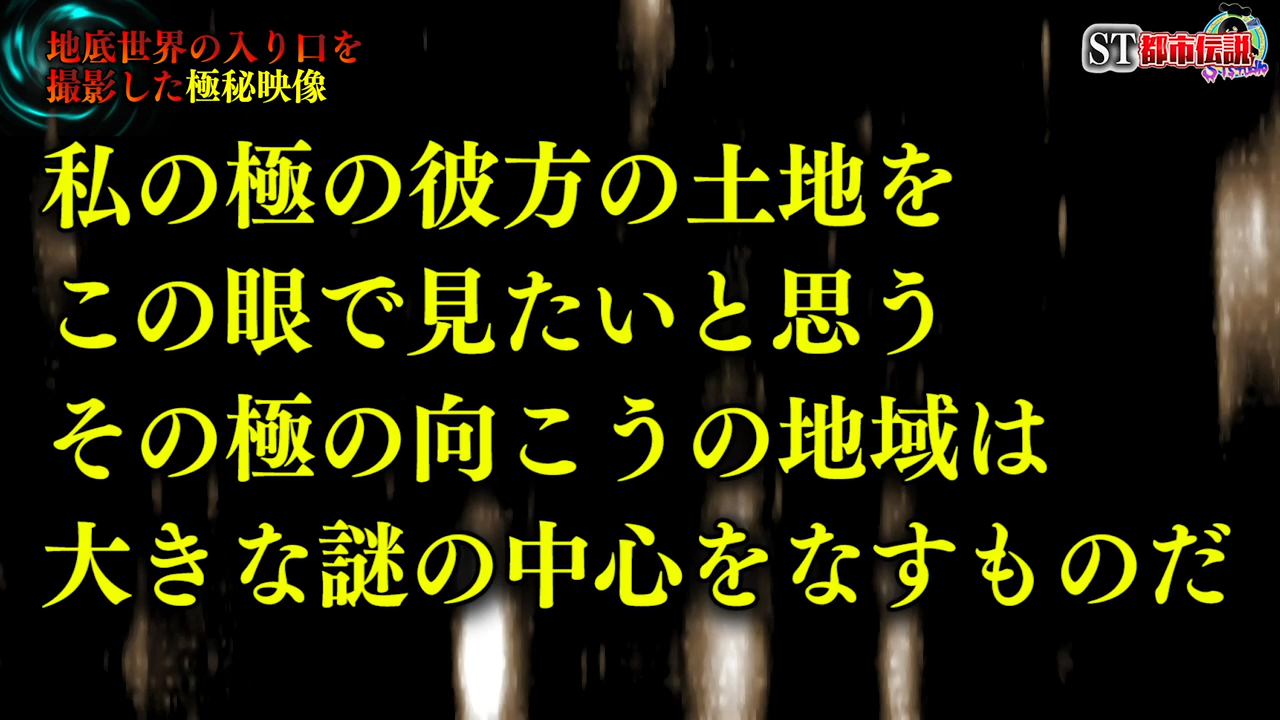 地底世界の入り口を
撮影した極秘映像
ST都市伝説
私の極の彼方の土地を
この眼で見たいと思う
その極の向こうの地域は
大きな謎の中心をなすものだ